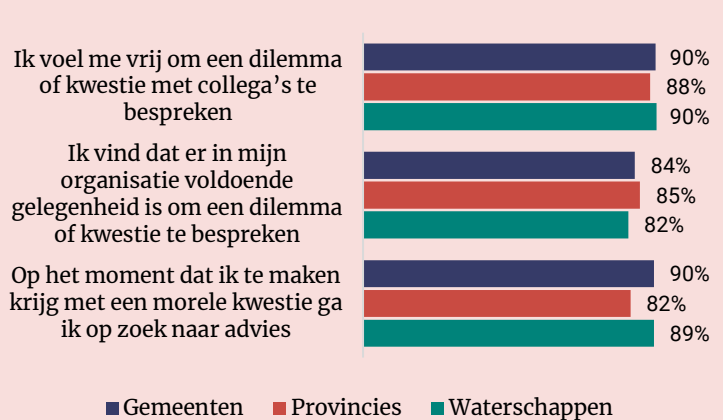 Ik voel me vrij om een dilemma
of kwestie met collega's te
bespreken
90%
88%
90%
Ik vind dat er in mijn
organisatie voldoende
gelegenheid is om een dilemma
of kwestie te bespreken
84%
85%
82%
Op het moment dat ik te maken
krijg met een morele kwestie ga
ik op zoek naar advies
90%
82%
89%
Gemeenten Provincies Waterschappen